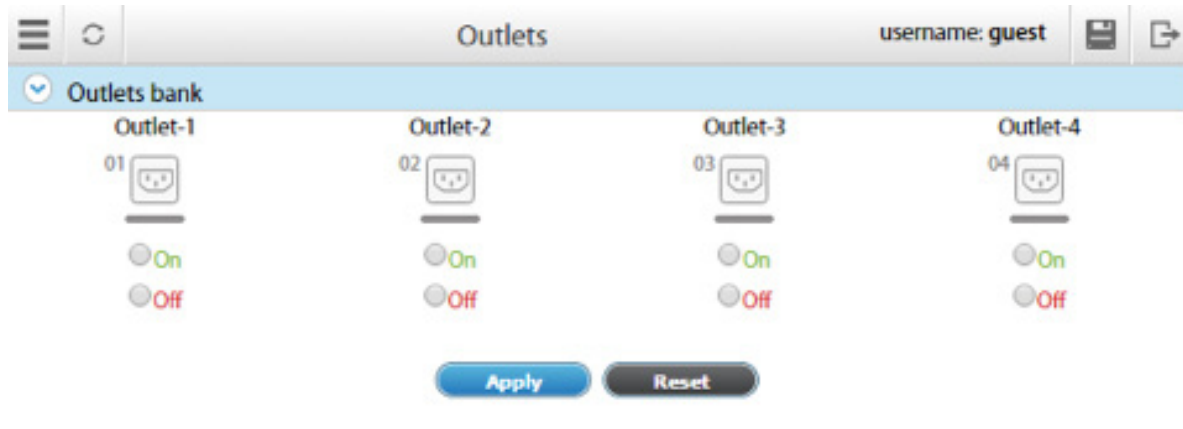 Outlets username: guest
Outlets bank
Outlet-1 Outlet-2 Outlet-3 Outlet-4
01 02 03 04
On On On On
Off Off Off Off
Apply Reset